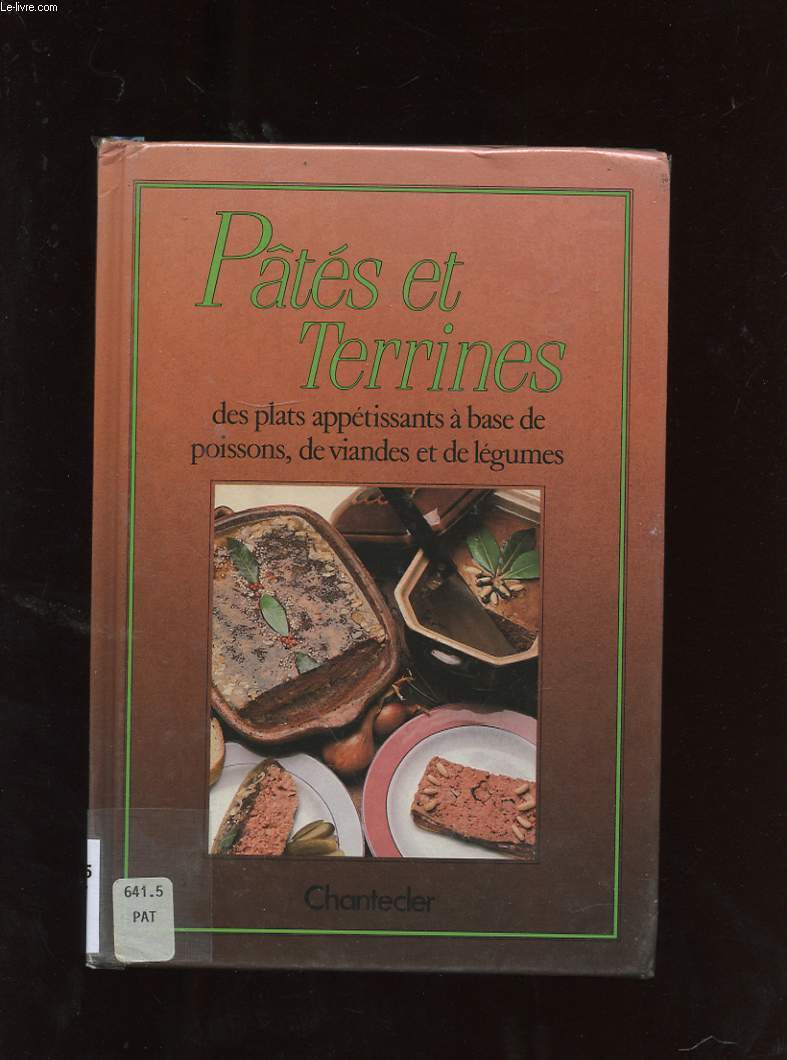 Le-livre.com
Pâtés et
Terrines
des plats appétissants à base de
poissons, de viandes et de légumes
Chantecler
5
641.5
PAT